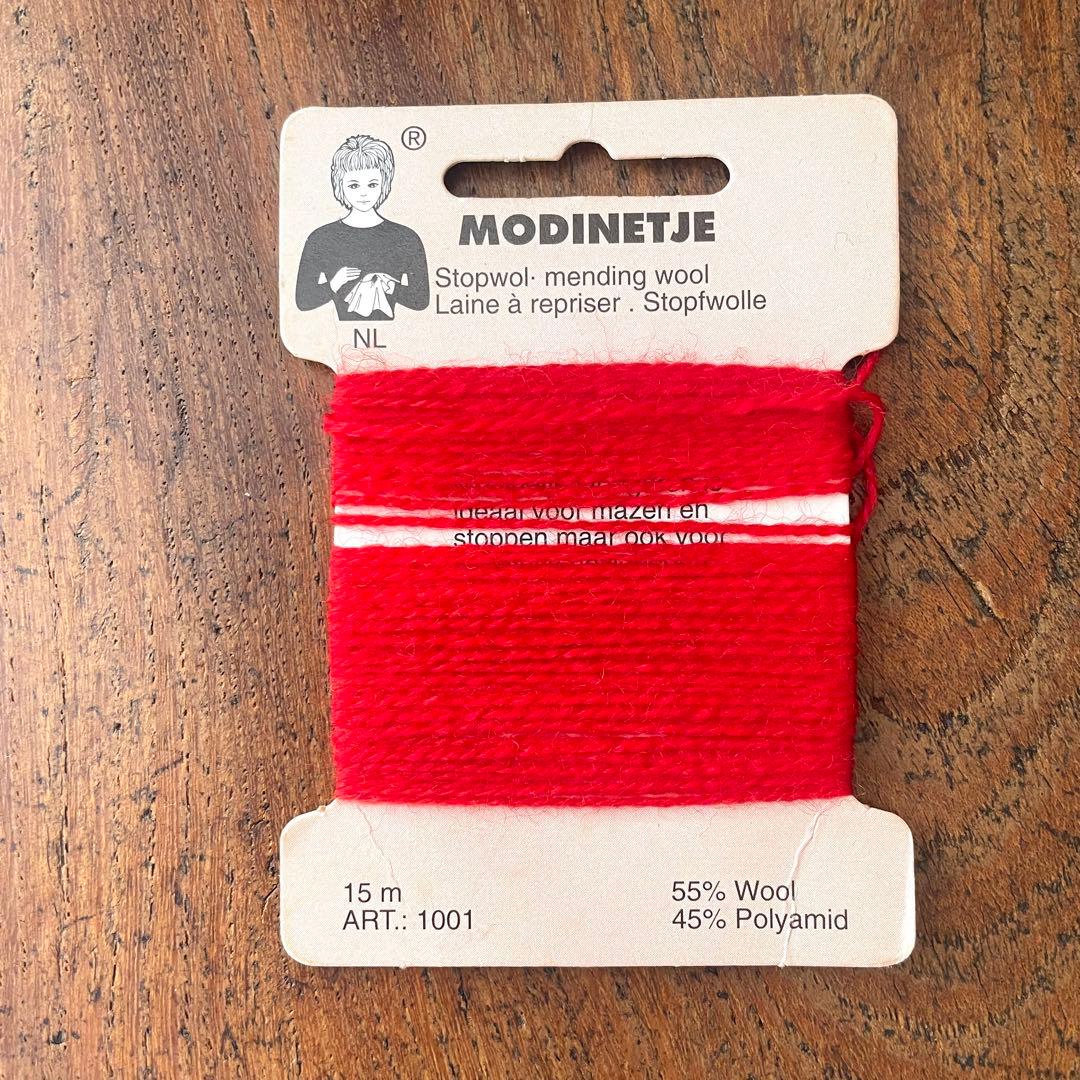 ®
MODINETJE
Stopwol· mending wool
Laine à repriser . Stopfwolle
NL
ideaal voor mazen en
stoppen maar ook voor
15 m
ART.: 1001
55% Wool
45% Polyamid